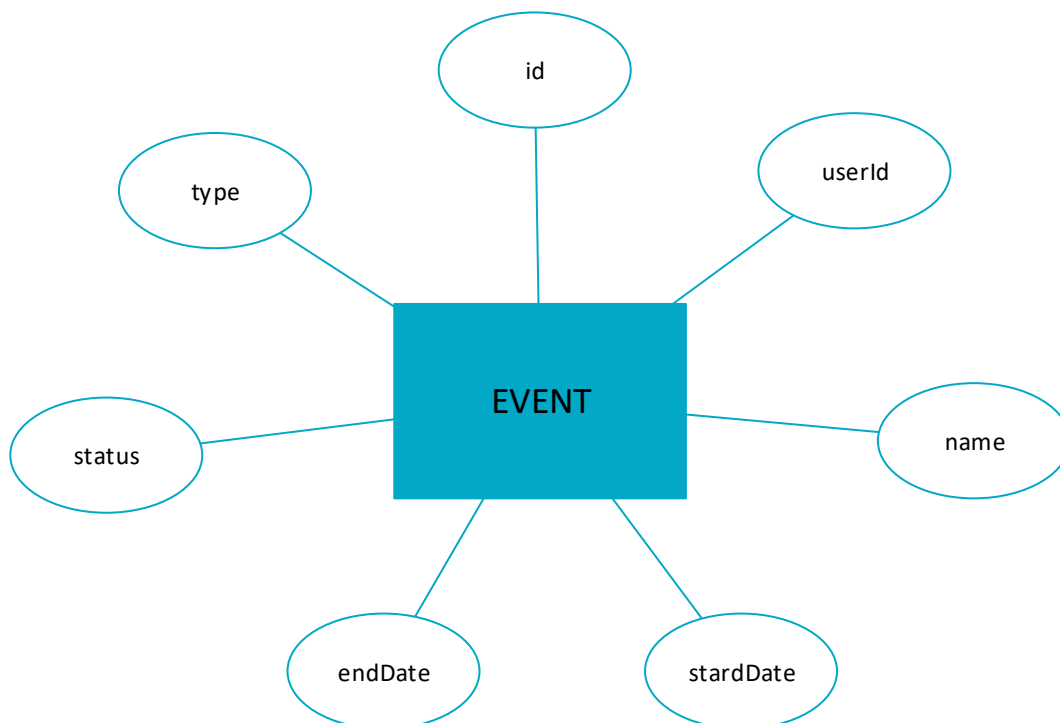 id
userId
type
EVENT
name
status
endDate
stardDate